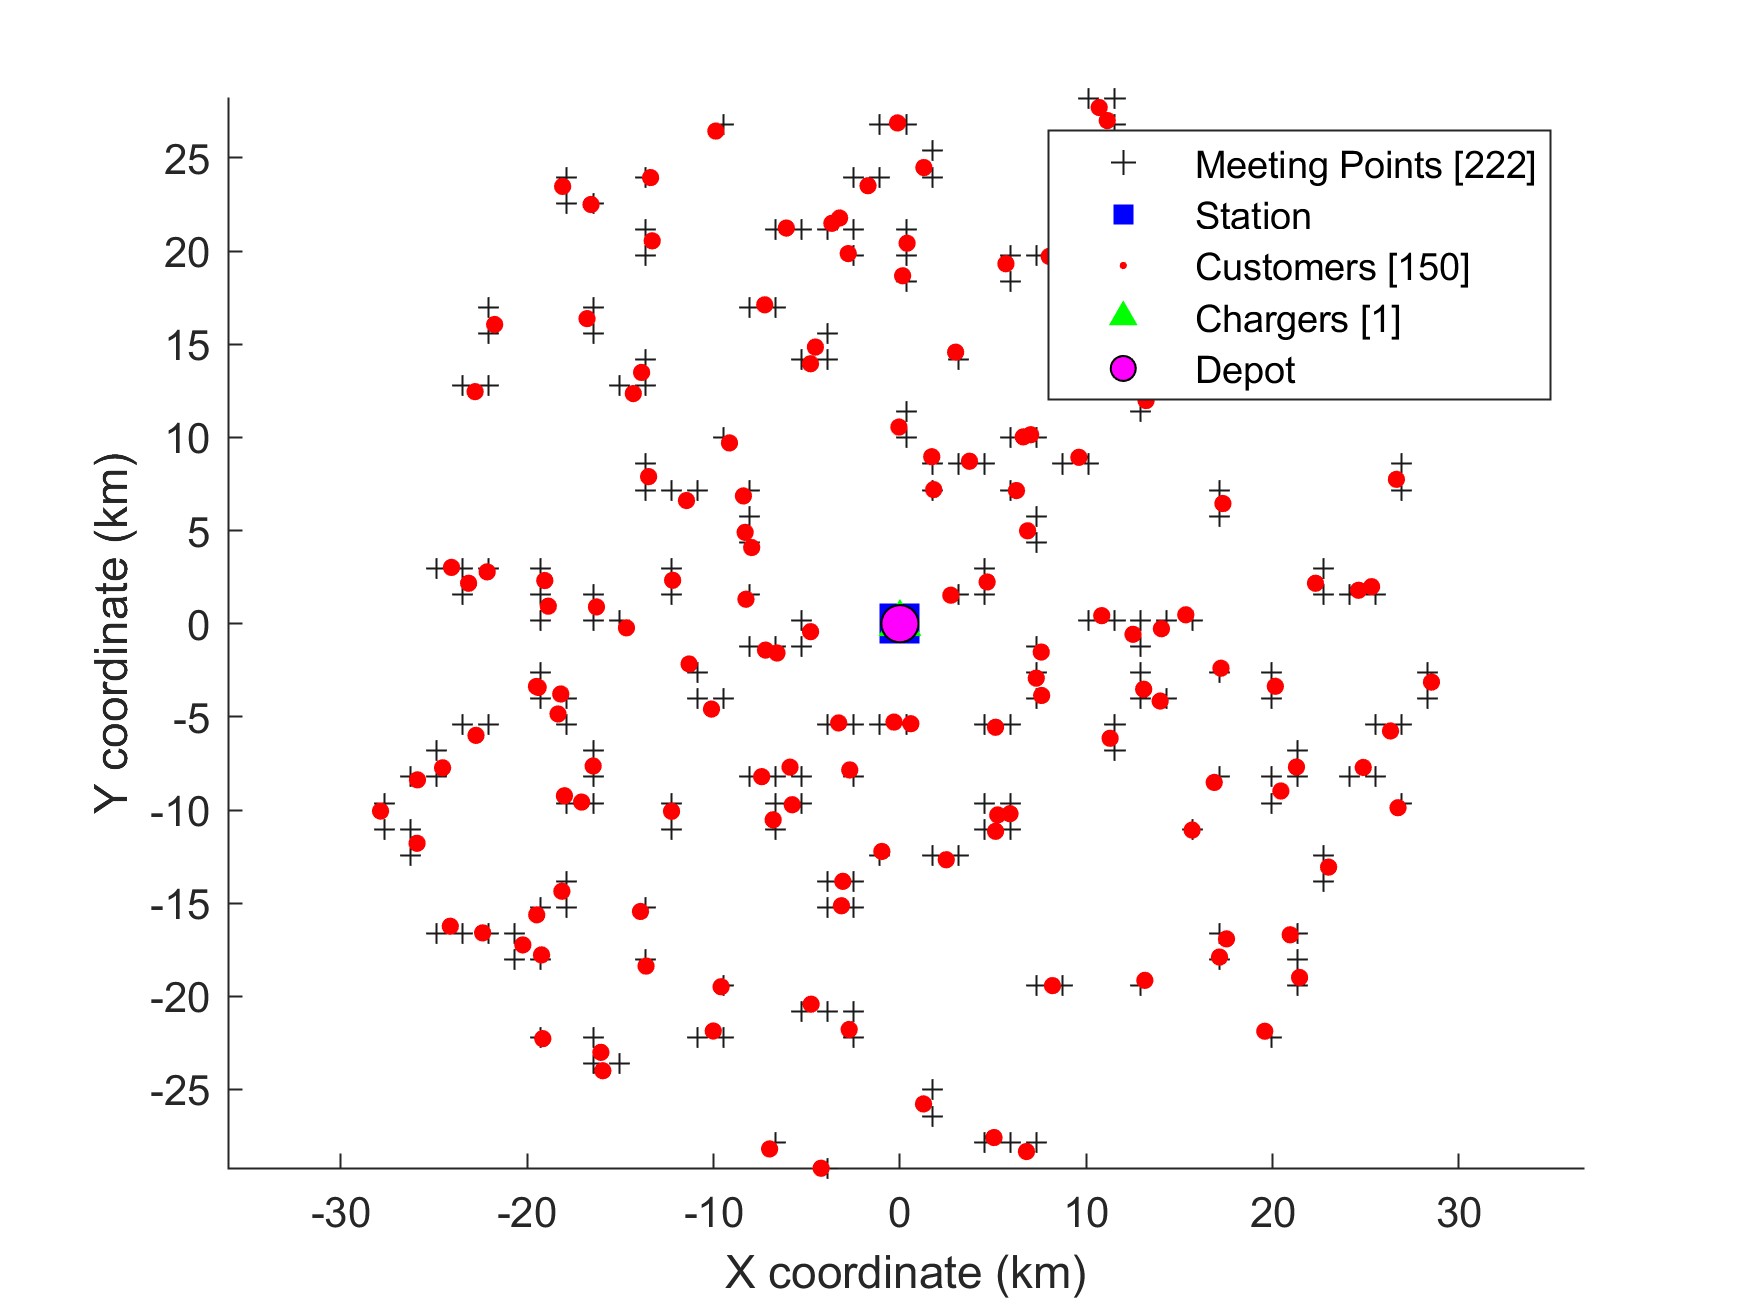 Meeting Points [222]
Station
Customers [150]
Chargers [1]
Depot
Y coordinate (km)
25
20
15
10
5
0
-5
-10
-15
-20
-25
-30 -20 -10 0 10 20 30
X coordinate (km)